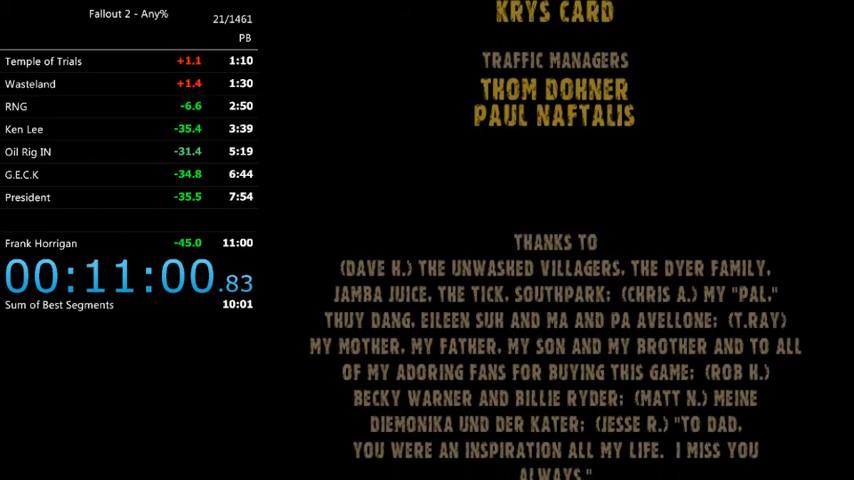 Fallout 2 - Any%
21/1461
PB
Temple of Trials +1.1 1:10
Wasteland +1.4 1:30
RNG -6.6 2:50
Ken Lee -35.4 3:39
Oil Rig IN -31.4 5:19
G.E.C.K -34.8 6:44
President -35.5 7:54
Frank Horrigan -45.0 11:00
00:11:00.83
Sum of Best Segments 10:01
KRYS CARD
TRAFFIC MANAGERS
THOM DOHNER
PAUL NAFTALIS
THANKS TO
(DAVE H.) THE UNWASHED VILLAGERS, THE DYER FAMILY,
JAMBA JUICE, THE TICK, SOUTHPARK; (CHRIS A.) MY "PAL,"
THUY DANG, EILEEN SUH AND MA AND PA AVELLONE; (T.RAY)
MY MOTHER, MY FATHER, MY SON AND MY BROTHER AND TO ALL
OF MY ADORING FANS FOR BUYING THIS GAME; (ROB H.)
BECKY WARNER AND BILLIE RYDER; (MATT N.) MEINE
DIEMONIKA UND DER KATER; (JESSE R.) "TO DAD,
YOU WERE AN INSPIRATION ALL MY LIFE. I MISS YOU
ALWAYS."